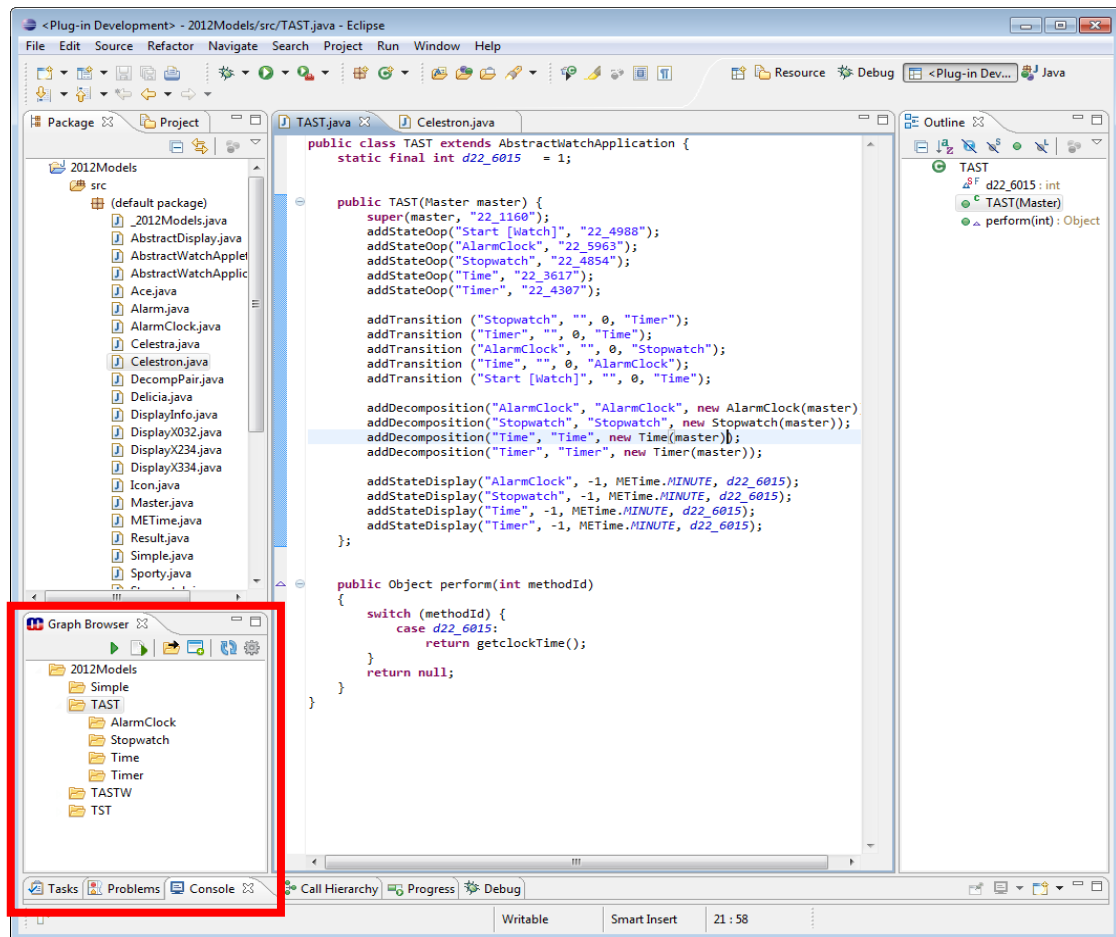 <Plug-in Development> - 2012Models/src/TAST.java - Eclipse
File Edit Source Refactor Navigate Search Project Run Window Help
Resource Debug <Plug-in Dev... Java
Package Project
2012Models
src
(default package)
_2012Models.java
AbstractDisplay.java
AbstractWatchApplet
AbstractWatchApplic
Ace.java
Alarm.java
AlarmClock.java
Celestra.java
Celestron.java
DecompPair.java
Delicia.java
DisplayInfo.java
DisplayX032.java
DisplayX234.java
DisplayX334.java
Icon.java
Master.java
METime.java
Result.java
Simple.java
Sporty.java
Graph Browser
2012Models
Simple
TAST
AlarmClock
Stopwatch
Time
Timer
TASTW
TST
TAST.java Celestron.java
public class TAST extends AbstractWatchApplication {
static final int d22_6015 = 1;
public TAST(Master master) {
super(master, "22_1160");
addStateOop("Start [Watch]", "22_4988");
addStateOop("AlarmClock", "22_5963");
addStateOop("Stopwatch", "22_4854");
addStateOop("Time", "22_3617");
addStateOop("Timer", "22_4307");
addTransition ("Stopwatch", "", 0, "Timer");
addTransition ("Timer", "", 0, "Time");
addTransition ("AlarmClock", "", 0, "Stopwatch");
addTransition ("Time", "", 0, "AlarmClock");
addTransition ("Start [Watch]", "", 0, "Time");
addDecomposition("AlarmClock", "AlarmClock", new AlarmClock(master)
addDecomposition("Stopwatch", "Stopwatch", new Stopwatch(master));
addDecomposition("Time", "Time", new Time(master));
addDecomposition("Timer", "Timer", new Timer(master));
addStateDisplay("AlarmClock", -1, METime.MINUTE, d22_6015);
addStateDisplay("Stopwatch", -1, METime.MINUTE, d22_6015);
addStateDisplay("Time", -1, METime.MINUTE, d22_6015);
addStateDisplay("Timer", -1, METime.MINUTE, d22_6015);
};
public Object perform(int methodId)
{
switch (methodId) {
case d22_6015:
return getclockTime();
}
return null;
}
}
Outline
TAST
d22_6015 : int
TAST(Master)
perform(int) : Object
Tasks Problems Console Call Hierarchy Progress Debug
Writable Smart Insert 21 : 58